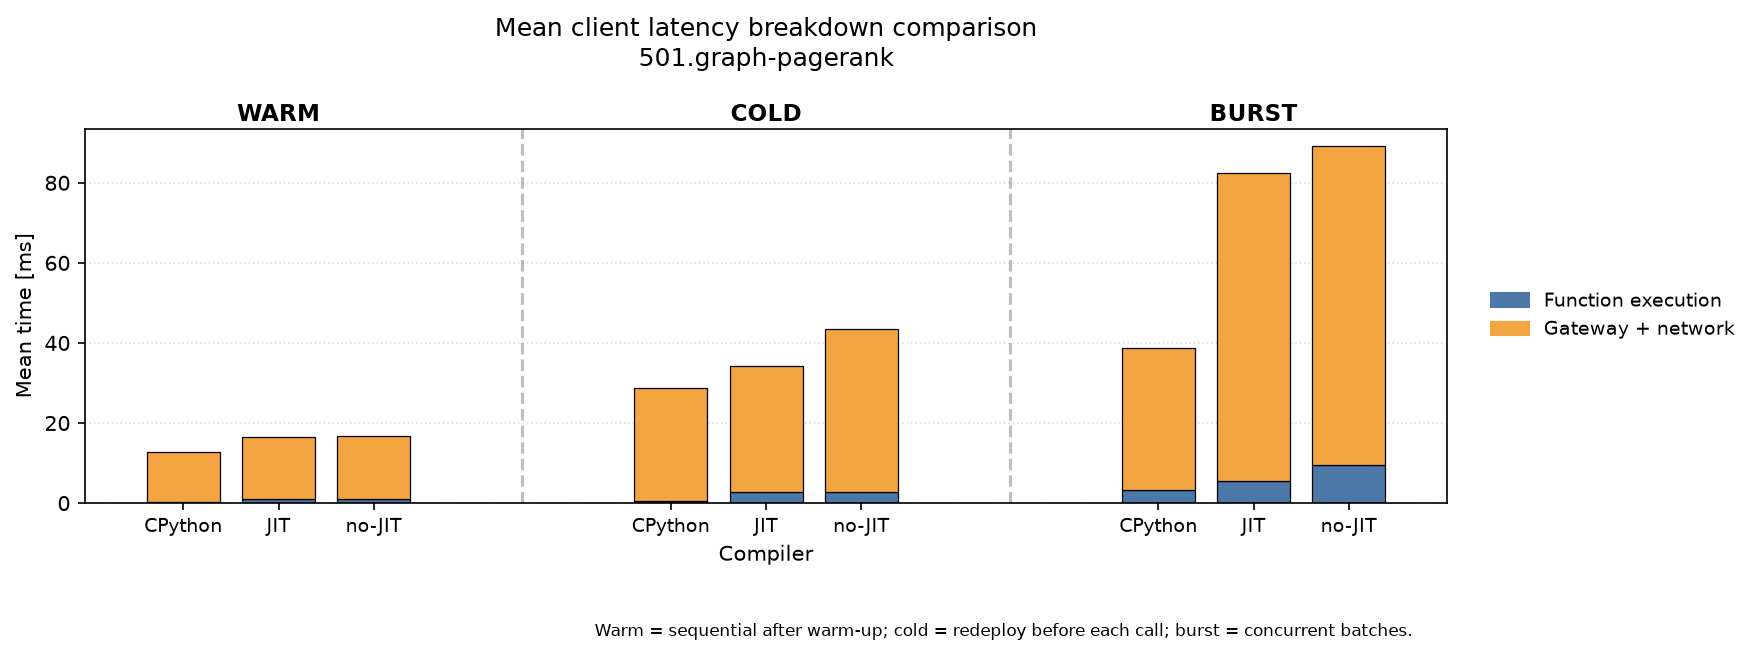 Mean client latency breakdown comparison
501.graph-pagerank
WARM
COLD
BURST
Mean time [ms]
80
60
40
20
0
CPython
JIT
no-JIT
CPython
JIT
no-JIT
CPython
JIT
no-JIT
Compiler
Function execution
Gateway + network
Warm = sequential after warm-up; cold = redeploy before each call; burst = concurrent batches.